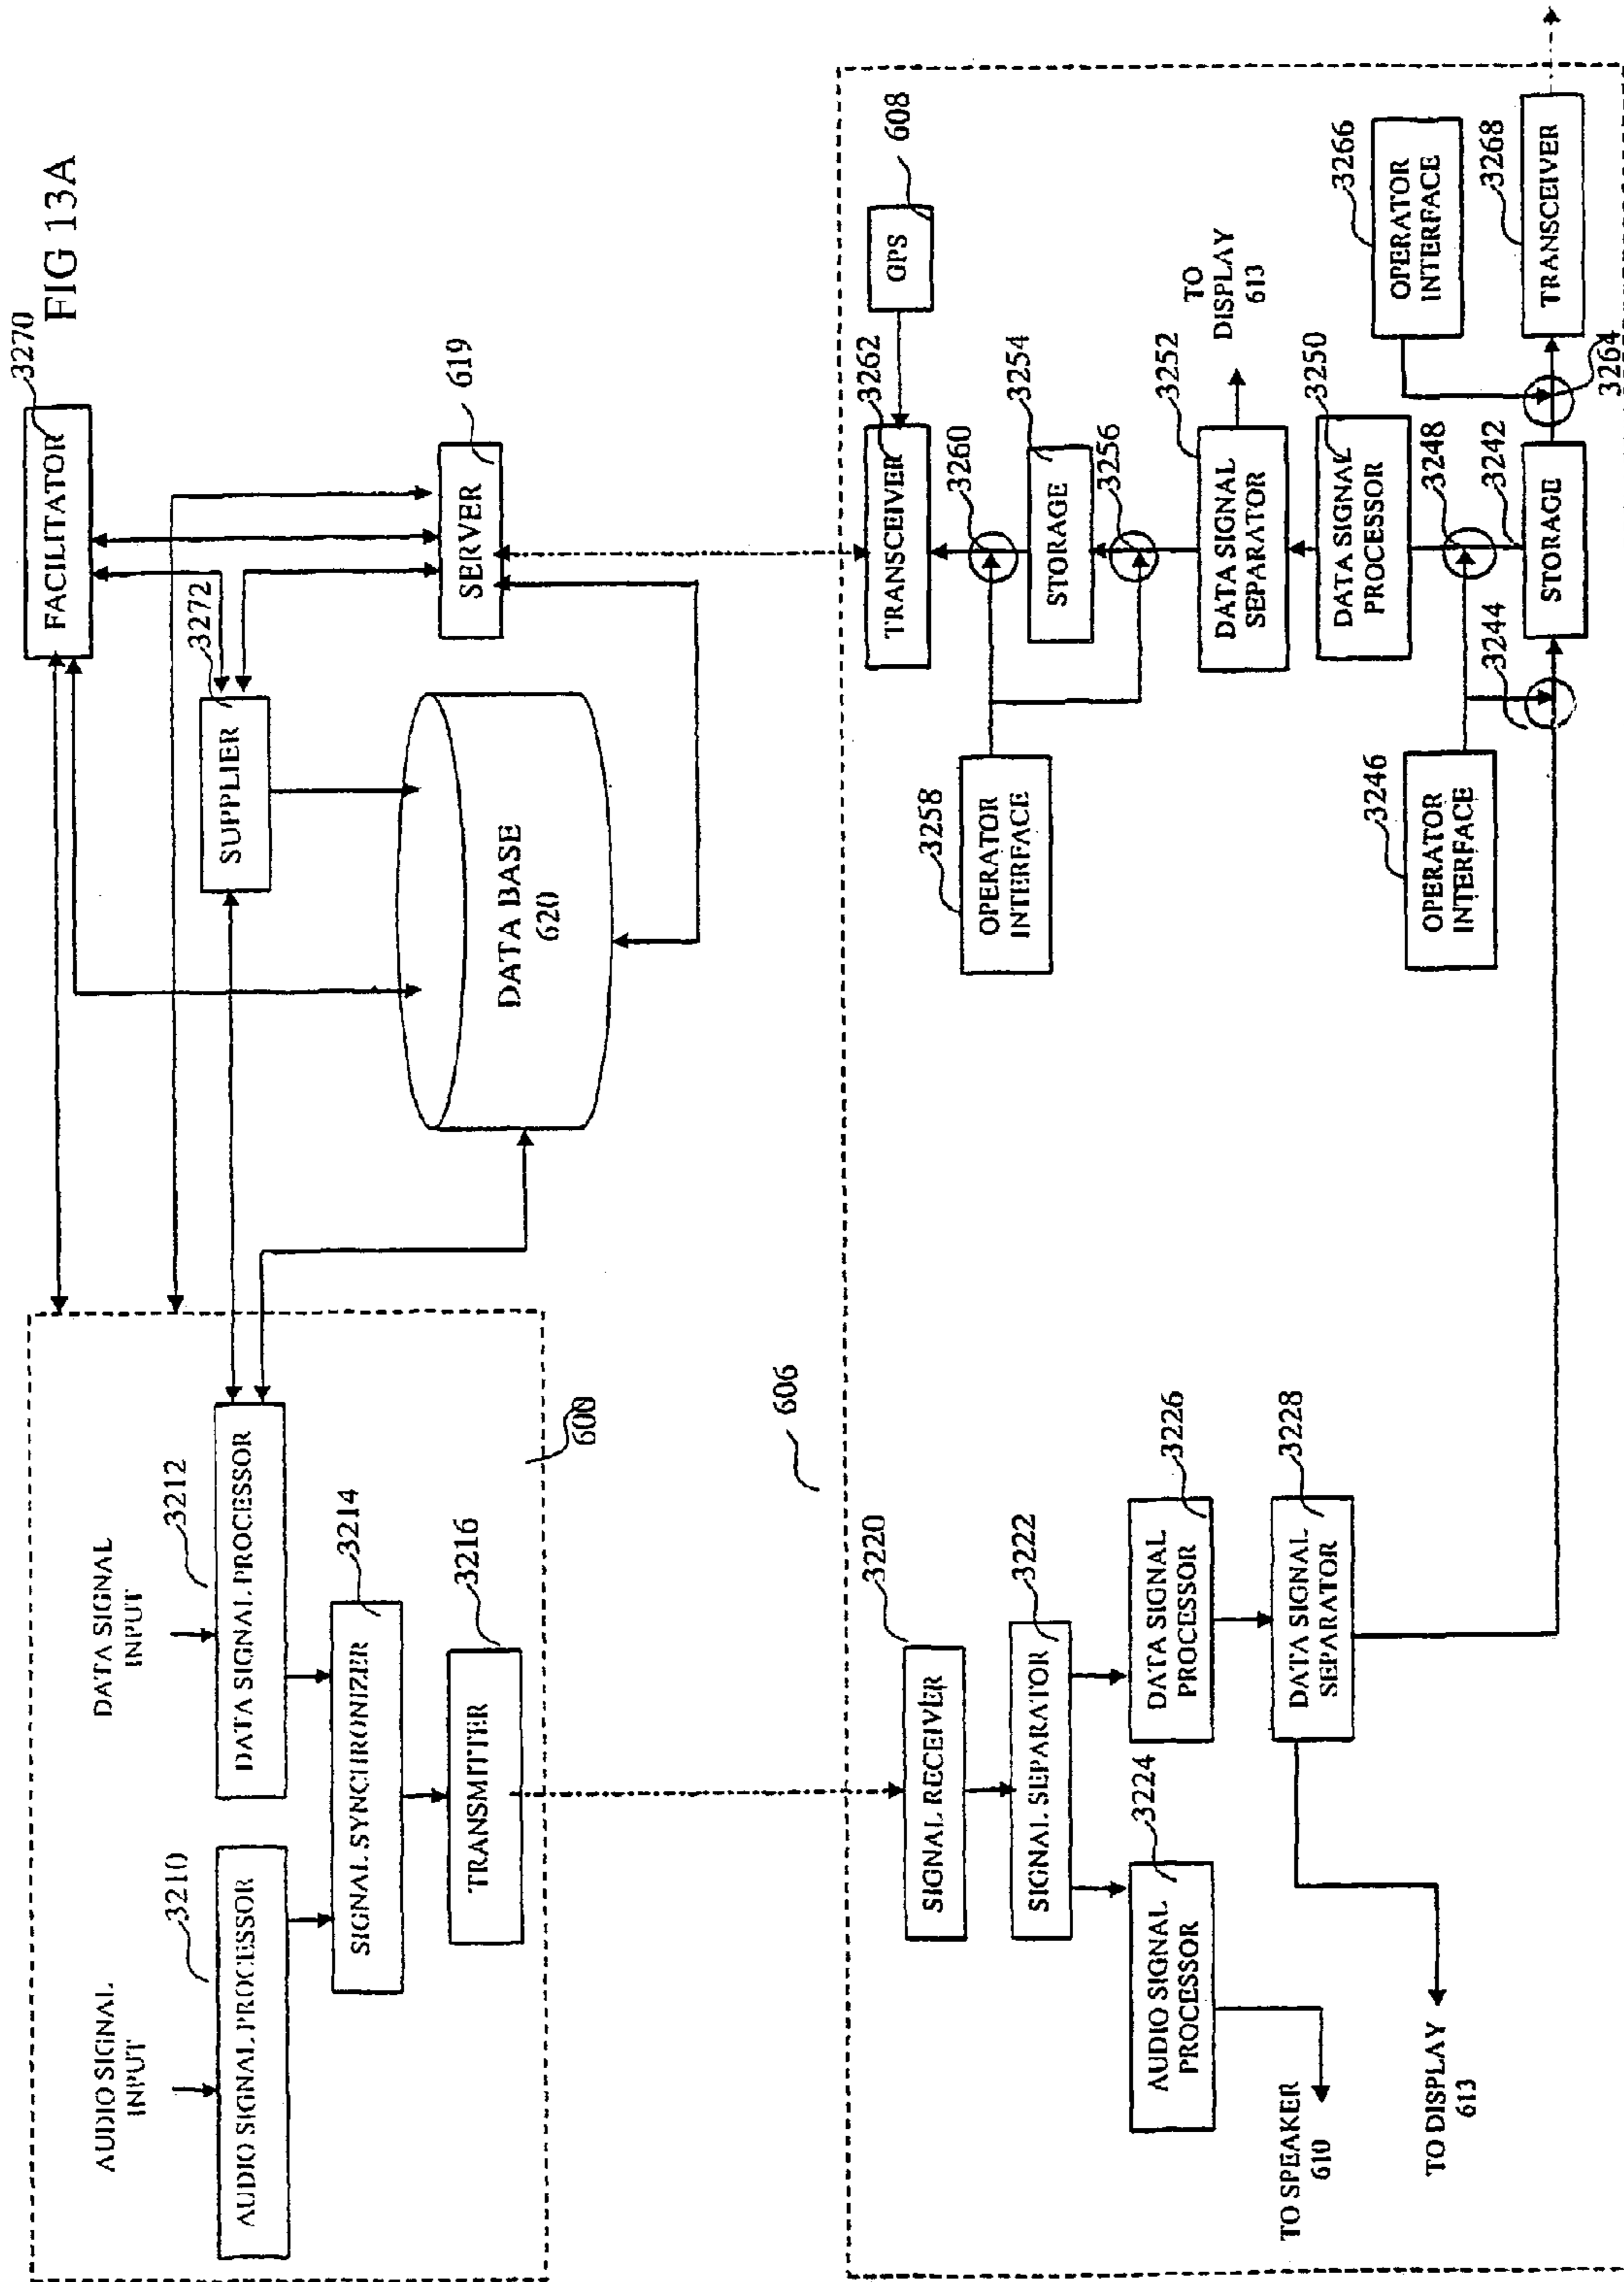 FIG 13A
AUDIO SIGNAL
INPUT
DATA SIGNAL
INPUT
3210
AUDIO SIGNAL PROCESSOR
3212
DATA SIGNAL PROCESSOR
3214
SIGNAL SYNCHRONIZER
3216
TRANSMITTER
600
3270
FACILITATOR
3272
SUPPLIER
DATA BASE
620
619
SERVER
606
3220
SIGNAL RECEIVER
3222
SIGNAL SEPARATOR
3224
AUDIO SIGNAL
PROCESSOR
3226
DATA SIGNAL
PROCESSOR
3228
DATA SIGNAL
SEPARATOR
TO SPEAKER
610
TO DISPLAY
613
608
GPS
3262
TRANSCEIVER
3260
3254
STORAGE
3256
3258
OPERATOR
INTERFACE
3252
DATA SIGNAL
SEPARATOR
TO
DISPLAY
613
3250
DATA SIGNAL
PROCESSOR
3248
3246
OPERATOR
INTERFACE
3244
3242
STORAGE
3264
3266
OPERATOR
INTERFACE
3268
TRANSCEIVER